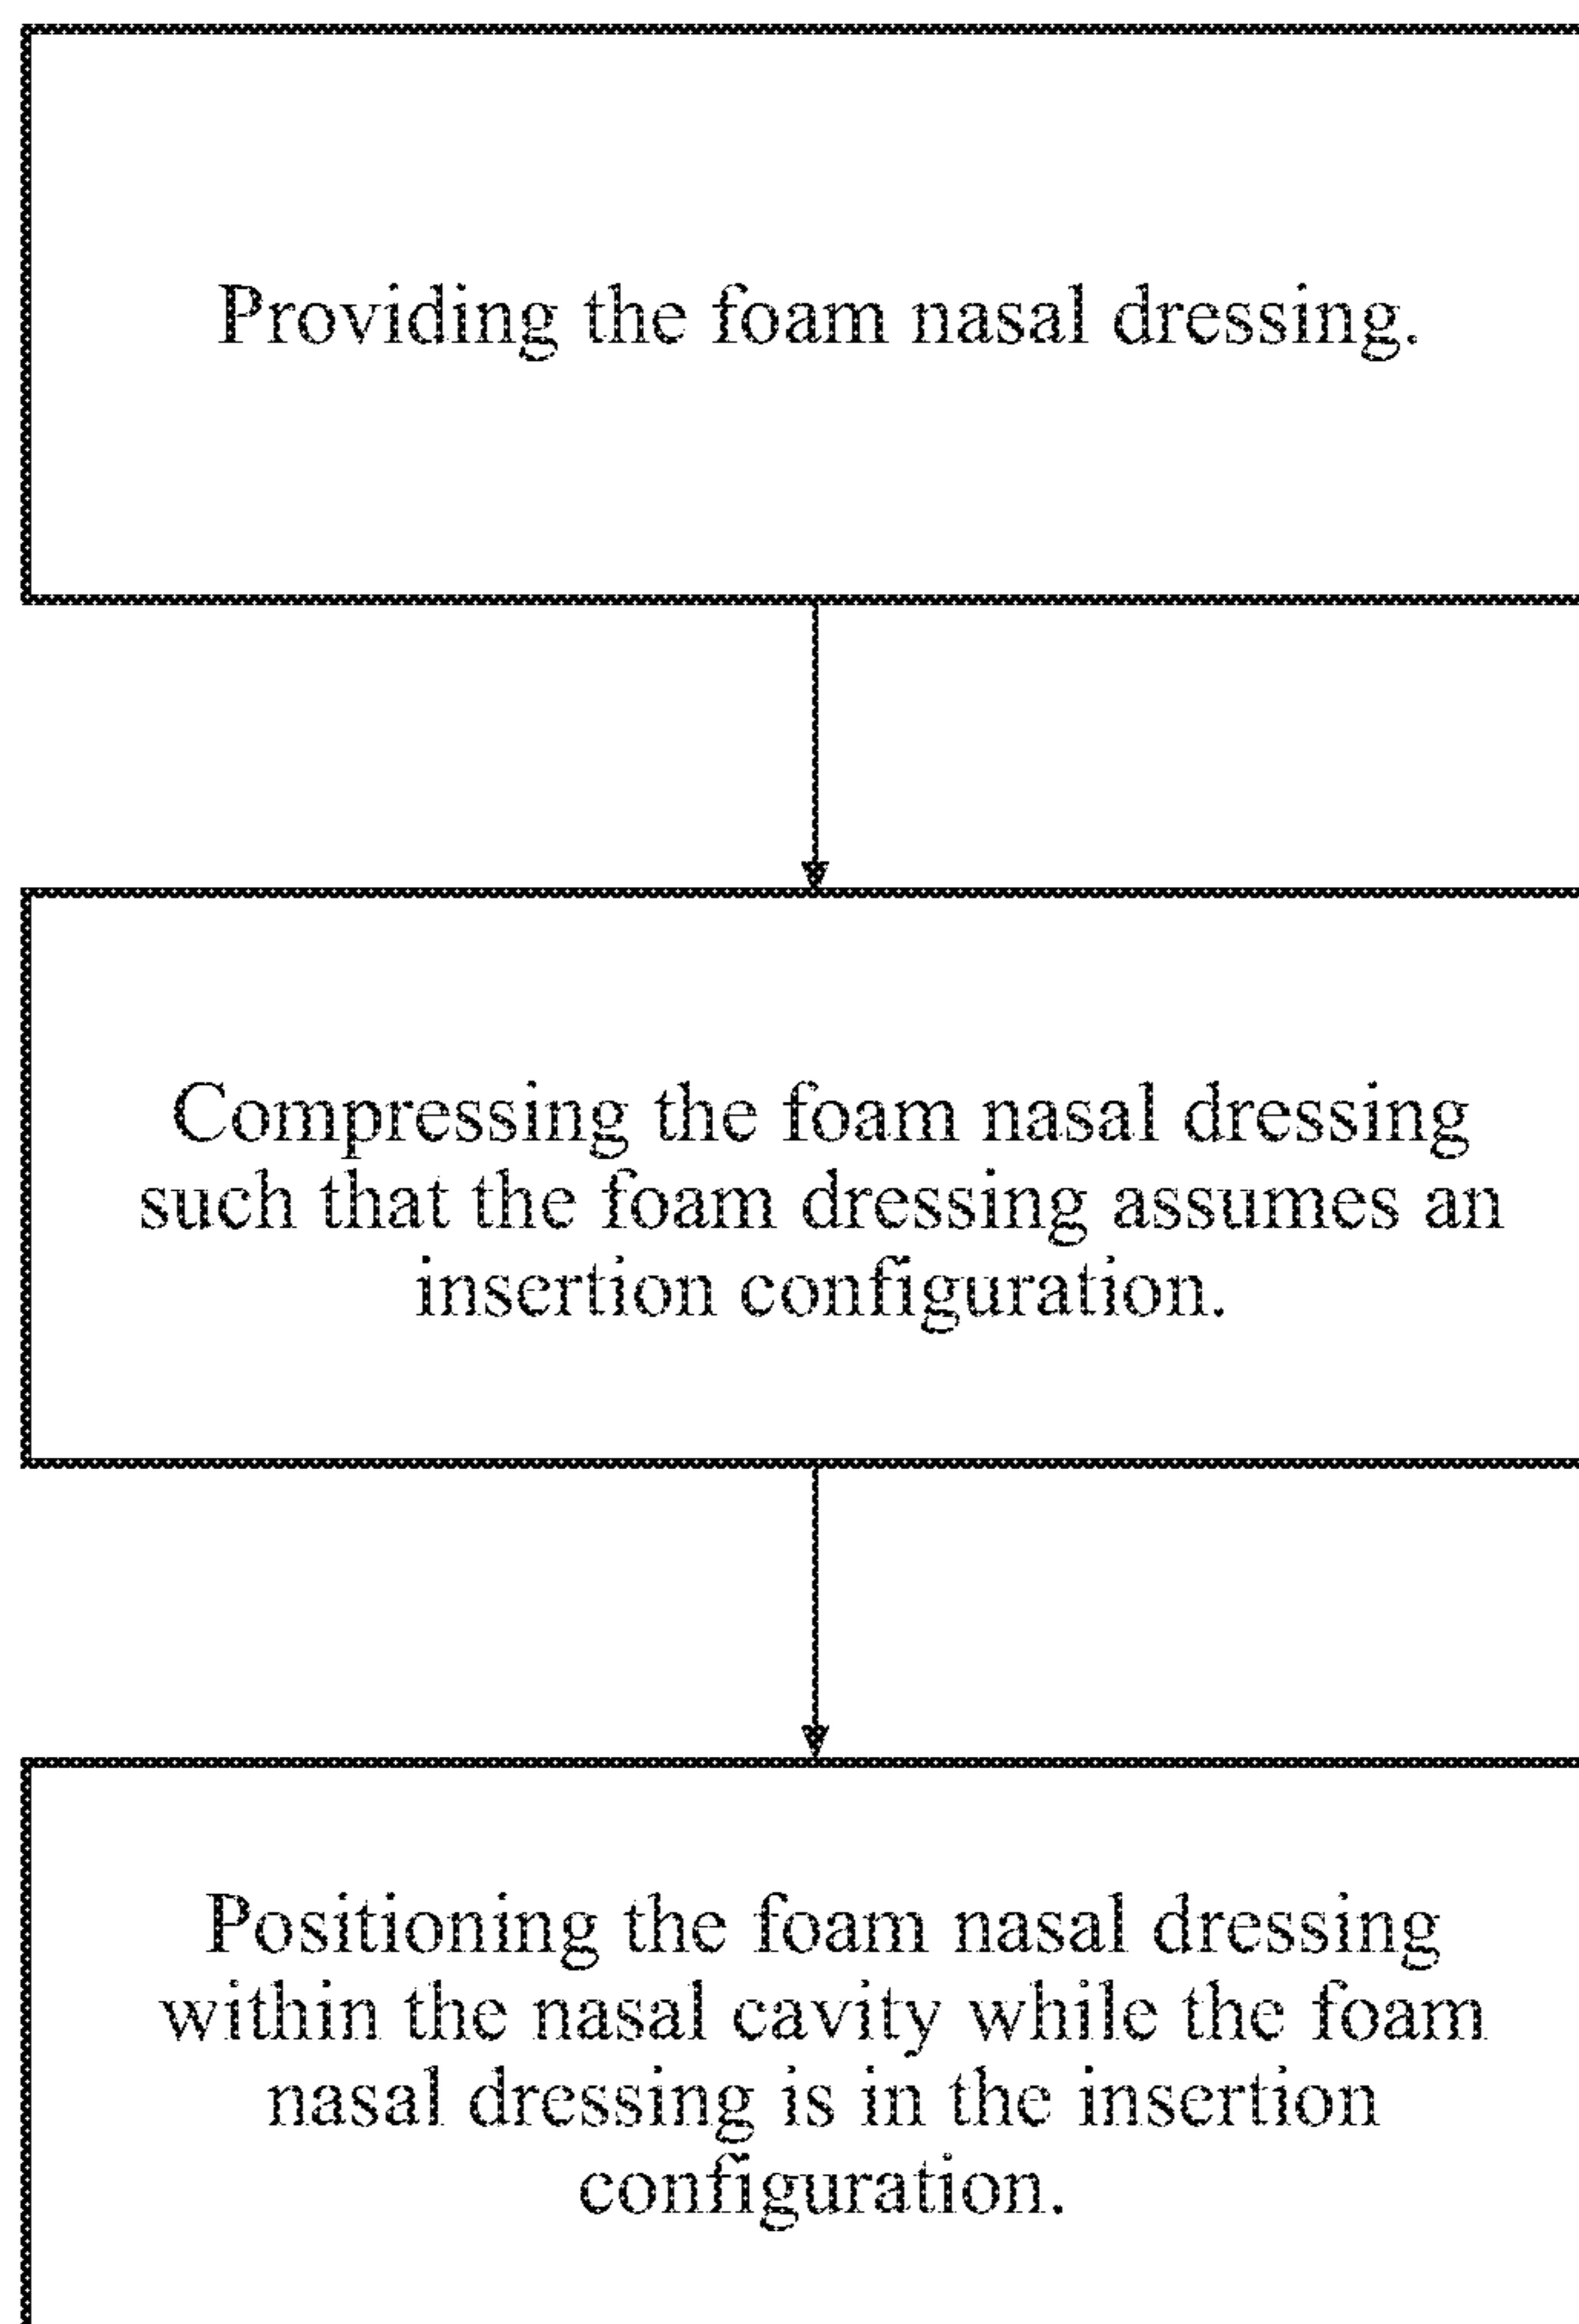 Providing the foam nasal dressing.
Compressing the foam nasal dressing
such that the foam dressing assumes an
insertion configuration.
Positioning the foam nasal dressing
within the nasal cavity while the foam
nasal dressing is in the insertion
configuration.